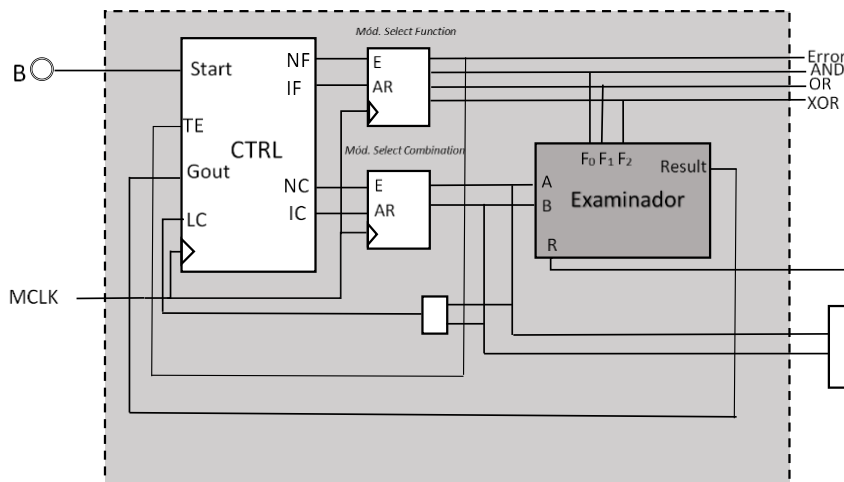 Mód. Select Function
B
Start
NF
E
Error
AND
IF
AR
OR
XOR
TE
CTRL
Mód. Select Combination
F0 F1 F2
Result
Gout
NC
E
A
Examinador
IC
AR
B
LC
R
MCLK